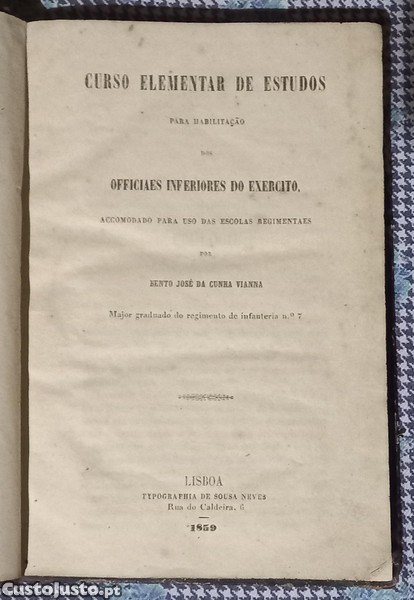 CURSO ELEMENTAR DE ESTUDOS
PARA HABILITAÇÃO
DOS
OFFICIAES INFERIORES DO EXERCITO,
ACCOMODADO PARA USO DAS ESCOLAS REGIMENTAES
POR
BENTO JOSÉ DA CUNHA VIANNA
Major graduado do regimento de infanteria n.º 7
LISBOA
TYPOGRAPHIA DE SOUSA NEVES
Rua do Caldeira, 6
1859
CustoJusto.pt